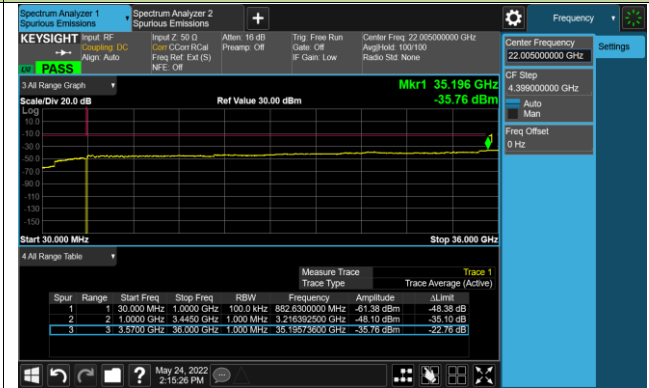 Spectrum Analyzer 1
Spurious Emissions
Spectrum Analyzer 2
Spurious Emissions
+
Frequency
KEYSIGHT
Input: RF
Coupling: DC
Align: Auto
Input Z: 50 Ω
Corr CCorr RCal
Freq Ref: Ext (S)
NFE: Off
Atten: 16 dB
Preamp: Off
Trig: Free Run
Gate: Off
IF Gain: Low
Center Freq: 22.005000000 GHz
Avg|Hold: 100/100
Radio Std: None
PASS
Center Frequency
22.005000000 GHz
Settings
CF Step
4.399000000 GHz
Auto
Man
Freq Offset
0 Hz
3 All Range Graph
Mkr1 35.196 GHz
-35.76 dBm
Scale/Div 20.0 dB
Ref Value 30.00 dBm
Log
10.0
-10.0
-30.0
-50.0
-70.0
-90.0
-110
-130
-150
1
Start 30.000 MHz
Stop 36.000 GHz
4 All Range Table
Measure Trace Trace 1
Trace Type Trace Average (Active)
Spur Range Start Freq Stop Freq RBW Frequency Amplitude ΔLimit
1 1 30.000 MHz 1.0000 GHz 100.0 kHz 882.6300000 MHz -61.38 dBm -48.38 dB
2 2 1.0000 GHz 3.4450 GHz 1.000 MHz 3.216392500 GHz -48.10 dBm -35.10 dB
3 3 3.5700 GHz 36.000 GHz 1.000 MHz 35.19573600 GHz -35.76 dBm -22.76 dB
?
May 24, 2022
2:15:26 PM